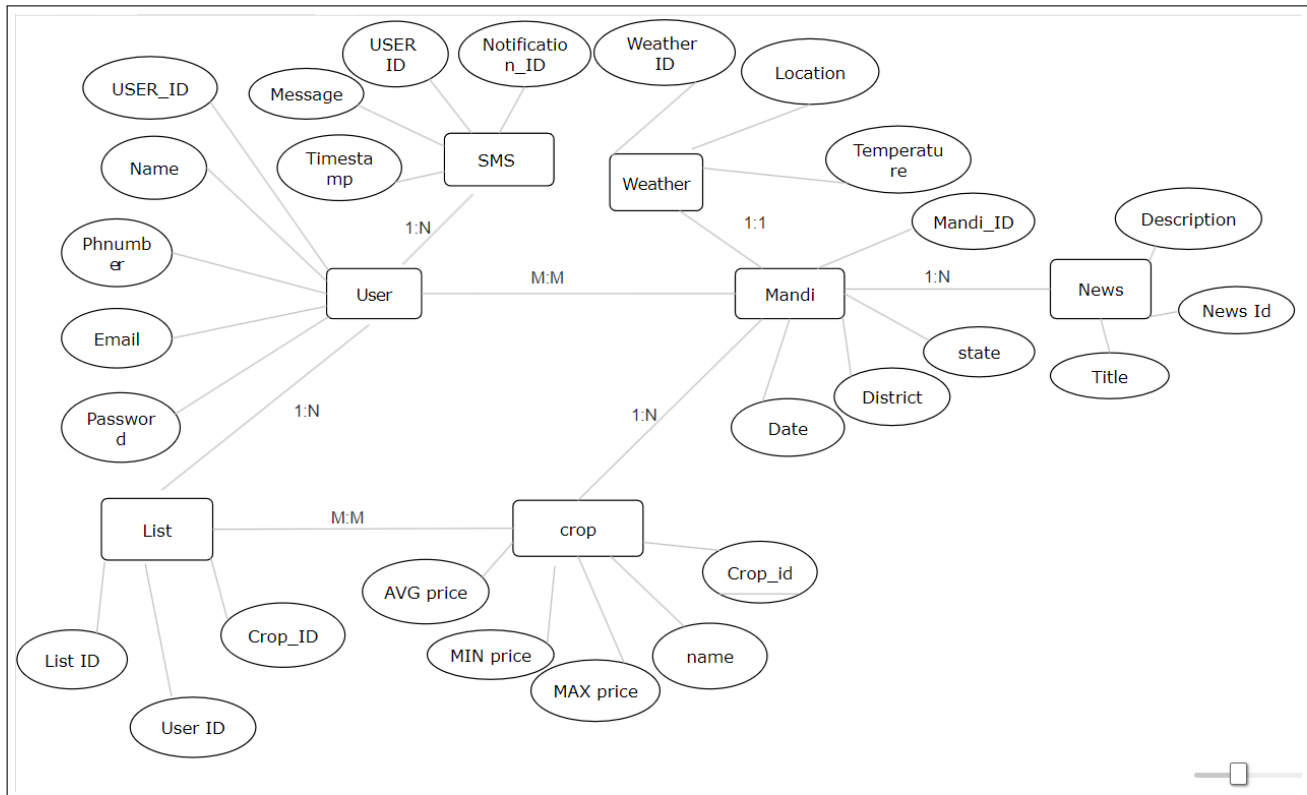 USER
ID
Notificatio
n_ID
Weather
ID
Location
USER_ID
Message
Timesta
mp
SMS
Weather
Temperatu
re
Name
Mandi_ID
Description
1:N
1:1
Phnumb
er
User
M:M
Mandi
1:N
News
News Id
Email
state
Title
Passwor
d
1:N
1:N
District
Date
List
M:M
crop
AVG price
Crop_id
List ID
Crop_ID
MIN price
name
MAX price
User ID